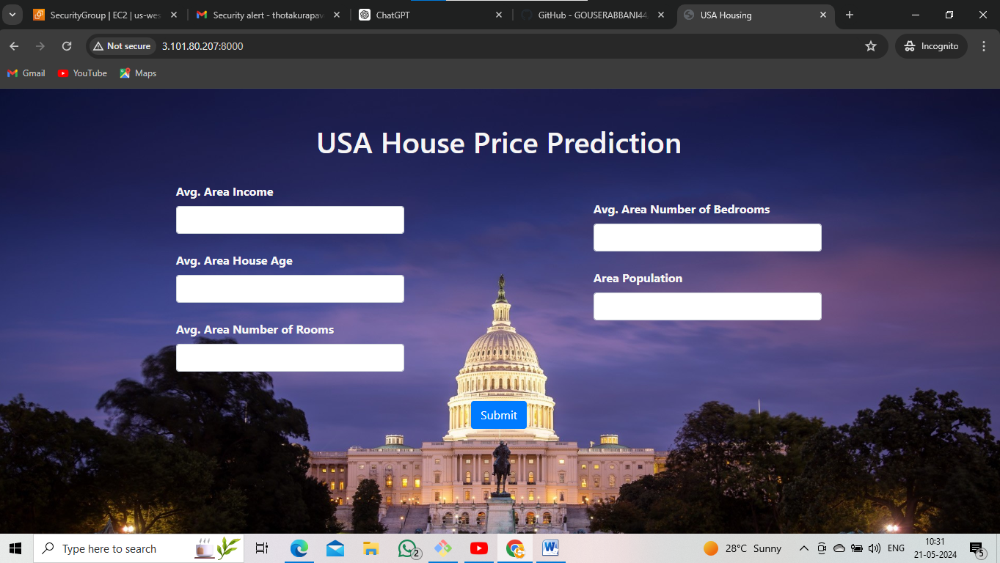 SecurityGroup | EC2 | us-wes
Security alert - thotakurapav
ChatGPT
GitHub - GOUSERABBANI44
USA Housing
Not secure
3.101.80.207:8000
Incognito
Gmail
YouTube
Maps
USA House Price Prediction
Avg. Area Income
Avg. Area Number of Bedrooms
Avg. Area House Age
Area Population
Avg. Area Number of Rooms
Submit
Type here to search
2
28°C Sunny
ENG
10:31
21-05-2024
5